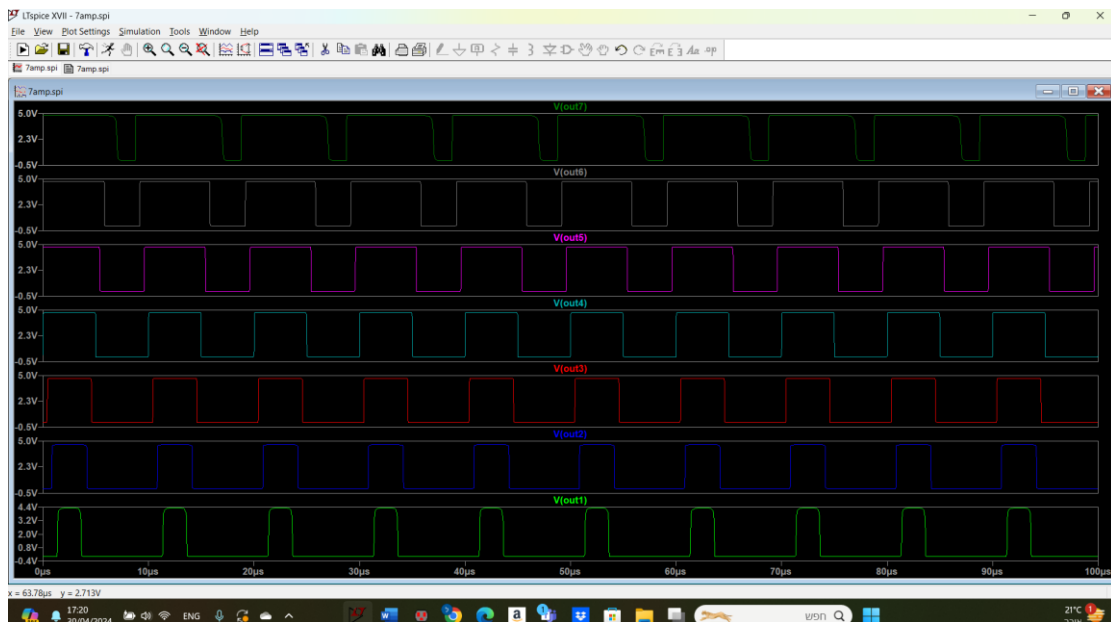 LTspice XVII - 7amp.spi
File View Plot Settings Simulation Tools Window Help
7amp.spi 7amp.spi
7amp.spi
V(out7)
5.0V
2.3V
-0.5V
V(out6)
5.0V
2.3V
-0.5V
V(out5)
5.0V
2.3V
-0.5V
V(out4)
5.0V
2.3V
-0.5V
V(out3)
5.0V
2.3V
-0.5V
V(out2)
5.0V
2.3V
-0.5V
V(out1)
4.4V
3.2V
2.0V
0.8V
-0.4V
0µs 10µs 20µs 30µs 40µs 50µs 60µs 70µs 80µs 90µs 100µs
x = 63.78µs y = 2.713V
17:20
30/04/2024
ENG
חפש
21°C